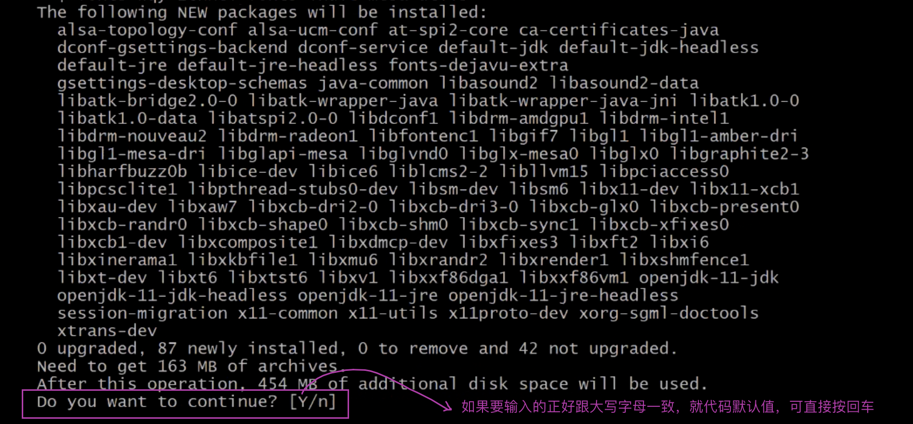 The following NEW packages will be installed:
alsa-topology-conf alsa-ucm-conf at-spi2-core ca-certificates-java
dconf-gsettings-backend dconf-service default-jdk default-jdk-headless
default-jre default-jre-headless fonts-dejavu-extra
gsettings-desktop-schemas java-common libasound2 libasound2-data
libatk-bridge2.0-0 libatk-wrapper-java libatk-wrapper-java-jni libatk1.0-0
libatk1.0-data libatspi2.0-0 libdconf1 libdrm-amdgpu1 libdrm-intel1
libdrm-nouveau2 libdrm-radeon1 libfontenc1 libgif7 libgl1 libgl1-amber-dri
libgl1-mesa-dri libglapi-mesa libglvnd0 libglx-mesa0 libglx0 libgraphite2-3
libharfbuzz0b libice-dev libice6 liblcms2-2 libllvm15 libpciaccess0
libpcsclite1 libpthread-stubs0-dev libsm-dev libsm6 libx11-dev libx11-xcb1
libxau-dev libxaw7 libxcb-dri2-0 libxcb-dri3-0 libxcb-glx0 libxcb-present0
libxcb-randr0 libxcb-shape0 libxcb-shm0 libxcb-sync1 libxcb-xfixes0
libxcb1-dev libxcomposite1 libxdmcp-dev libxfixes3 libxft2 libxi6
libxinerama1 libxkbfile1 libxmu6 libxrandr2 libxrender1 libxshmfence1
libxt-dev libxt6 libxtst6 libxv1 libxxf86dga1 libxxf86vm1 openjdk-11-jdk
openjdk-11-jdk-headless openjdk-11-jre openjdk-11-jre-headless
session-migration x11-common x11-utils x11proto-dev xorg-sgml-doctools
xtrans-dev
0 upgraded, 87 newly installed, 0 to remove and 42 not upgraded.
Need to get 163 MB of archives.
After this operation, 454 MB of additional disk space will be used.
Do you want to continue? [Y/n]
如果要输入的正好跟大写字母一致，就代码默认值，可直接按回车